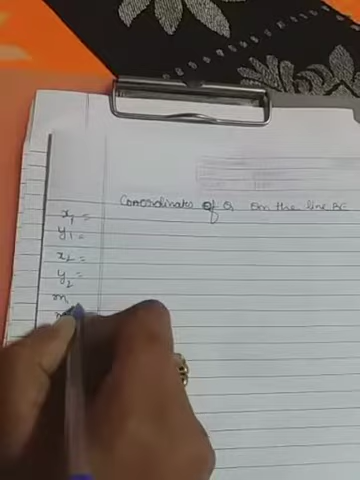 Coordinates of Q on the line BC
x₁ =
y₁ =
x₂ =
y₂ =
m₁